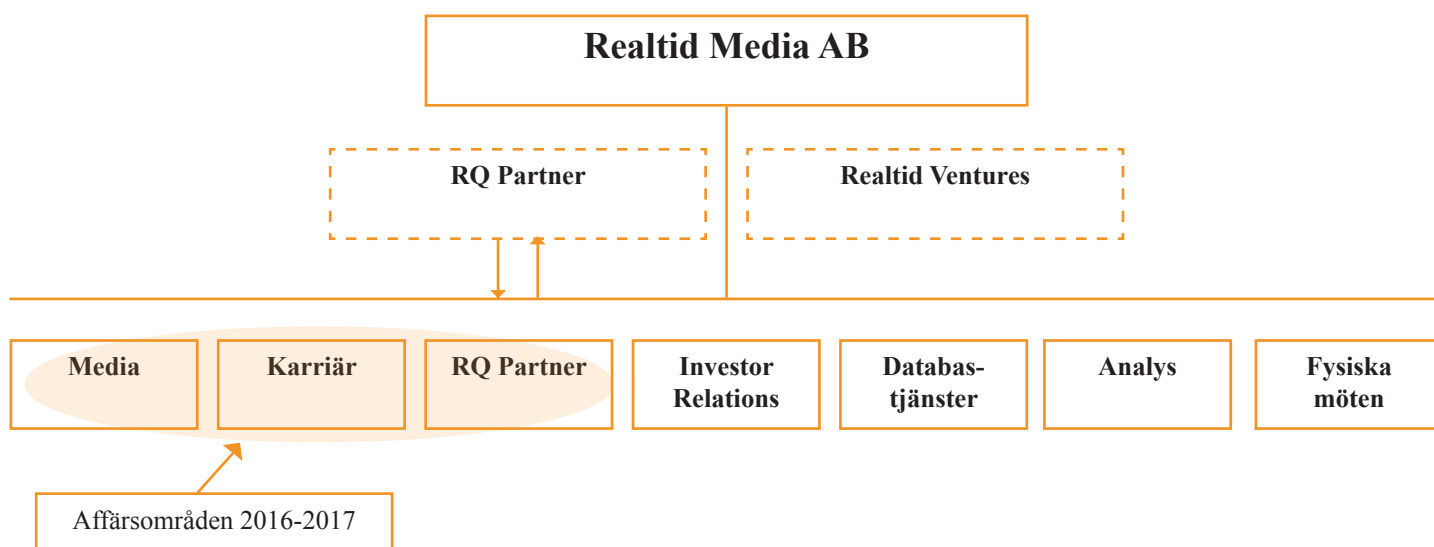 Realtid Media AB
RQ Partner
Realtid Ventures
Media
Karriär
RQ Partner
Investor
Relations
Databas-
tjänster
Analys
Fysiska
möten
Affärsområden 2016-2017